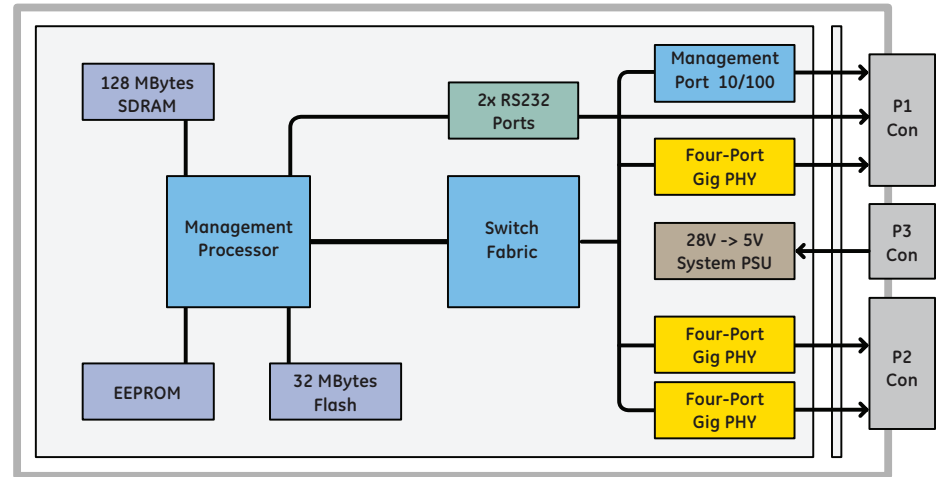 128 MBytes
SDRAM
2x RS232
Ports
Management
Port 10/100
P1
Con
Four-Port
Gig PHY
Management
Processor
Switch
Fabric
28V -> 5V
System PSU
P3
Con
Four-Port
Gig PHY
P2
Con
EEPROM
32 MBytes
Flash
Four-Port
Gig PHY